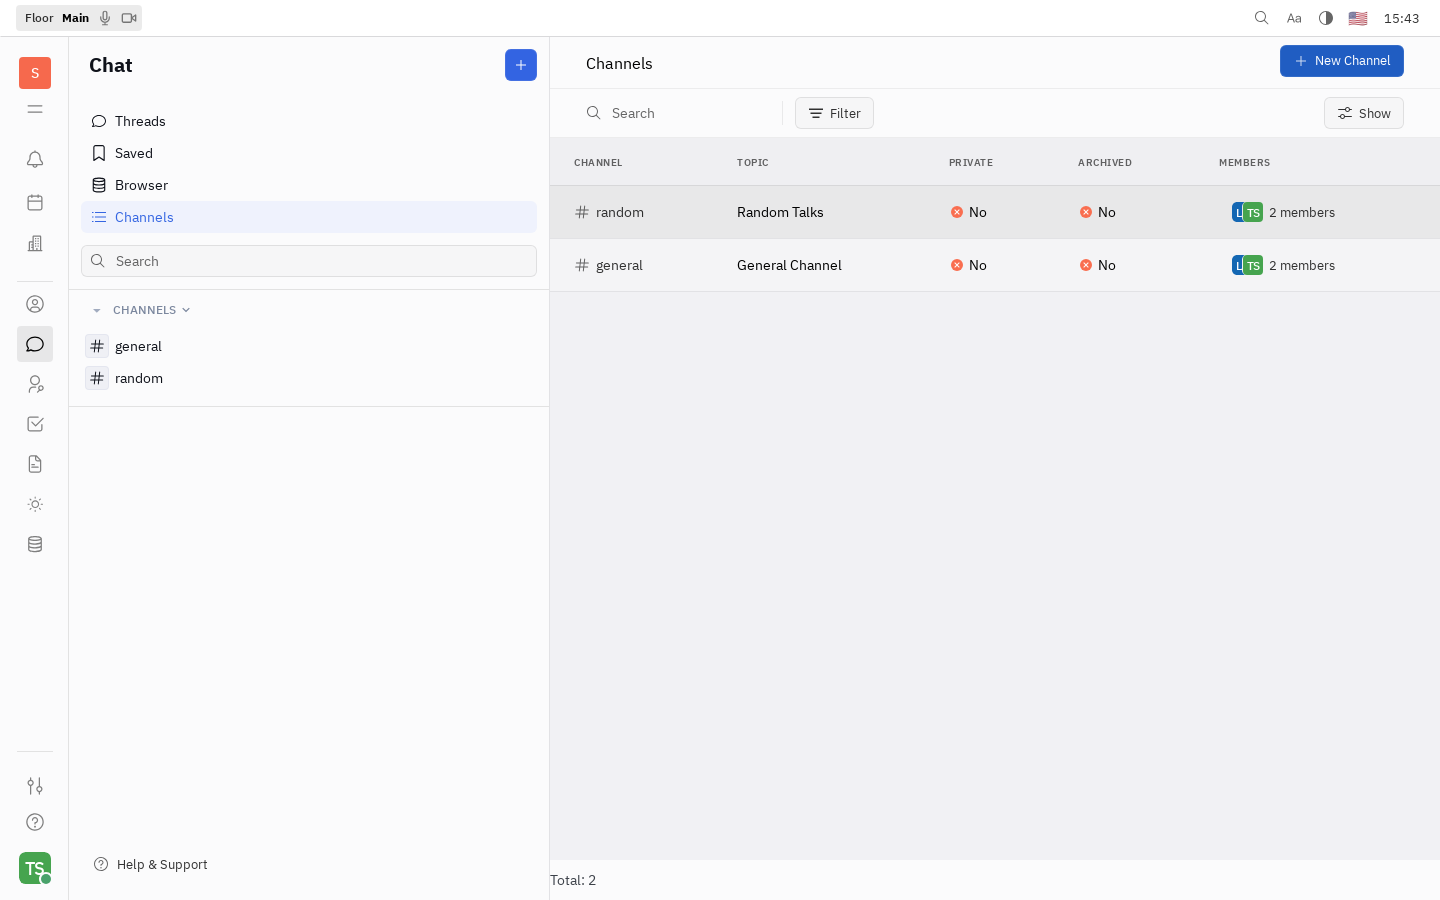 Floor Main
Aa
15:43
S
Chat
Threads
Saved
Browser
Channels
Search
CHANNELS
general
random
Help & Support
TS
Channels
New Channel
Search
Filter
Show
CHANNEL TOPIC PRIVATE ARCHIVED MEMBERS
random Random Talks No No L TS 2 members
general General Channel No No L TS 2 members
Total: 2